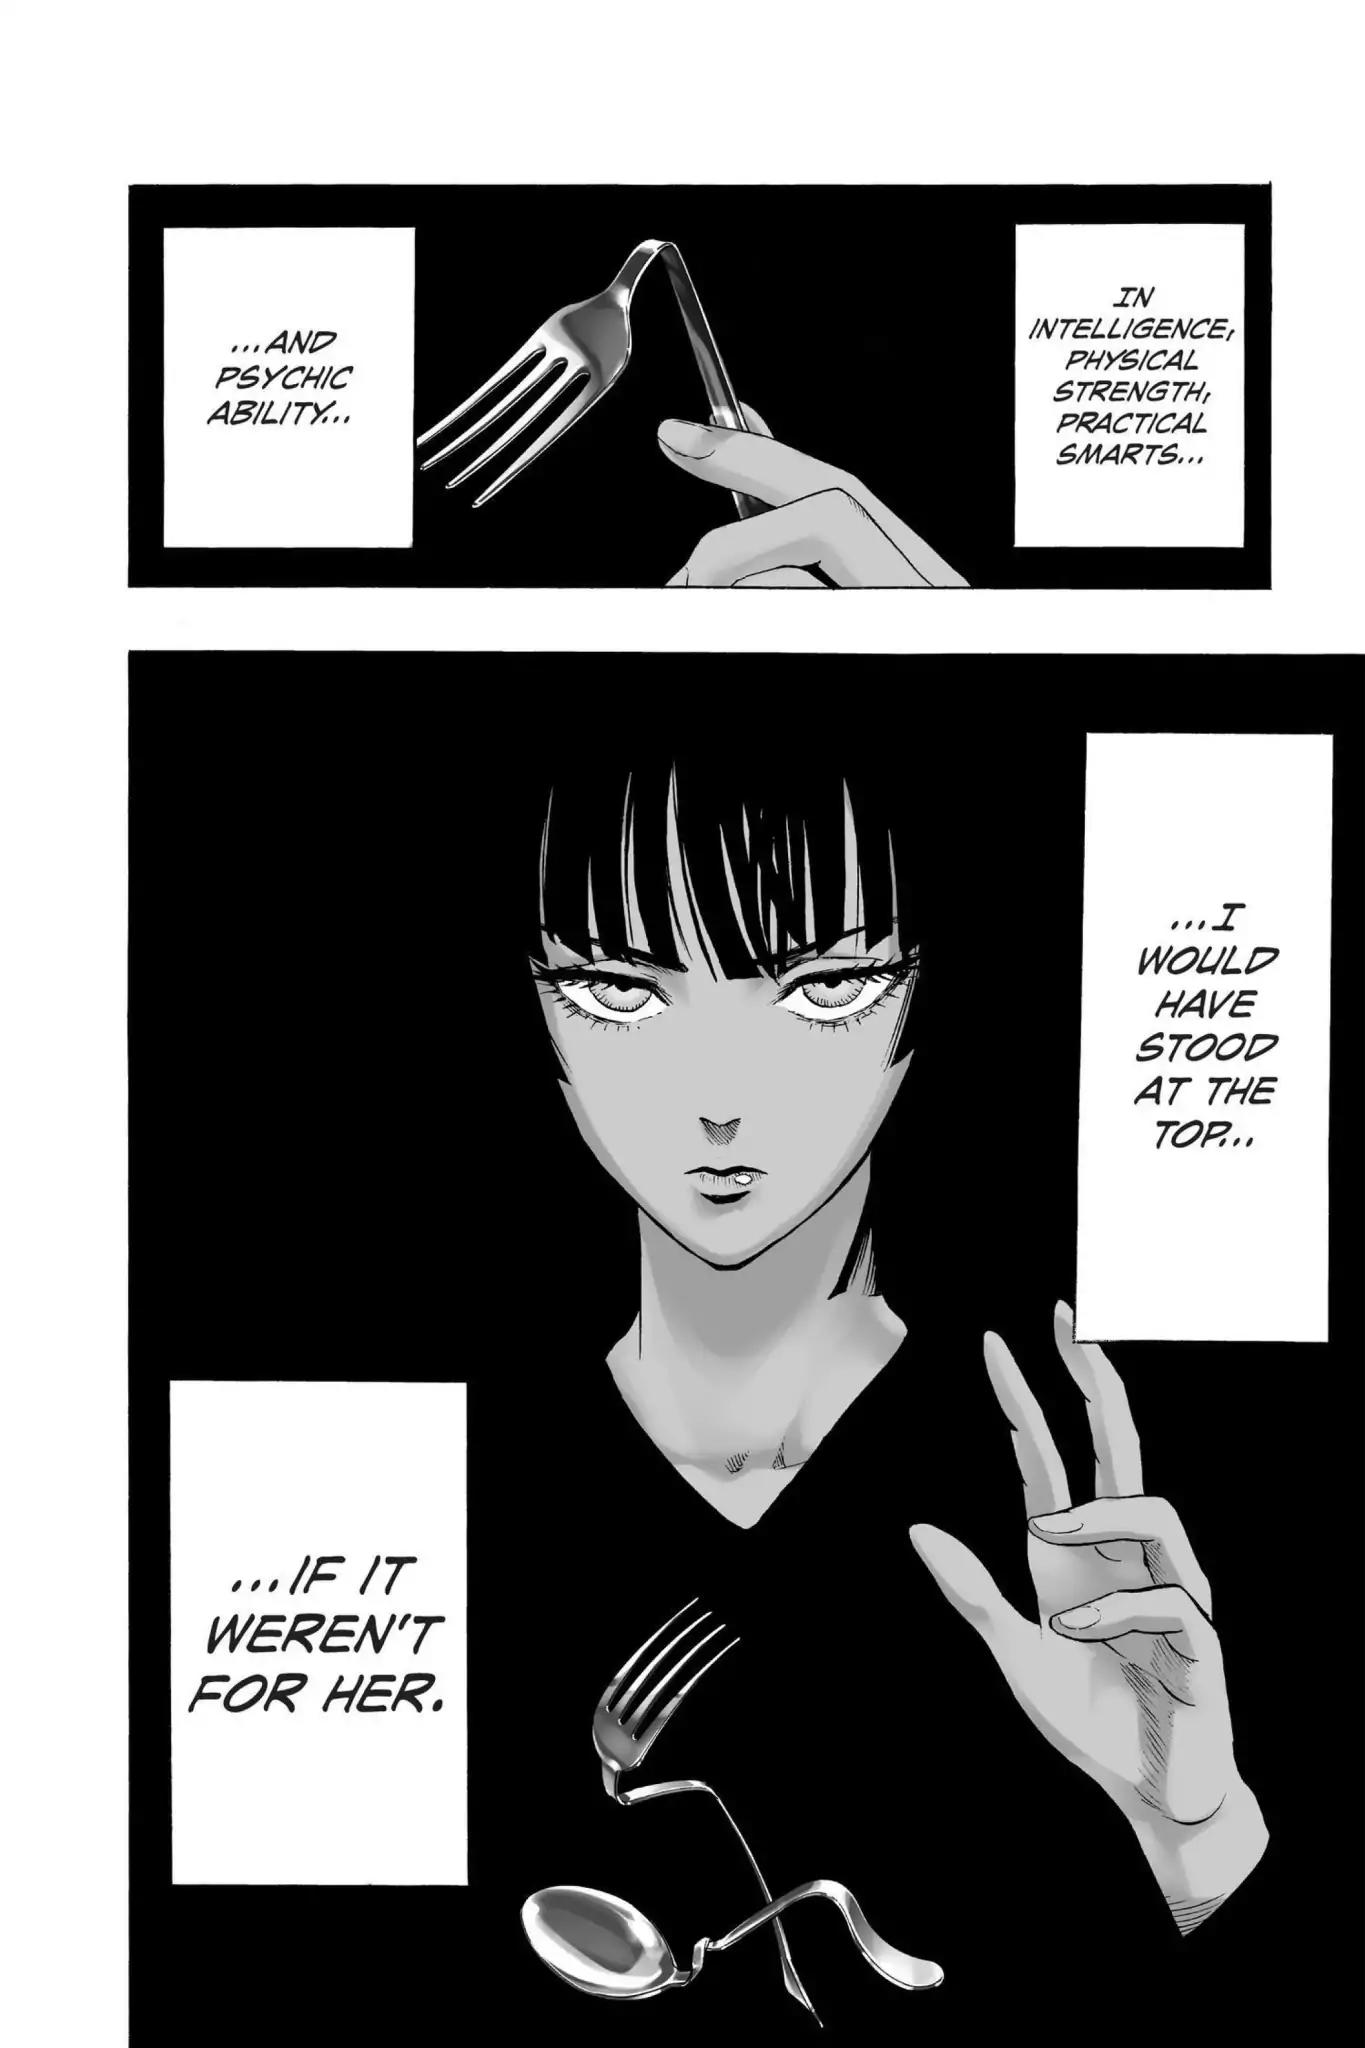 IN
INTELLIGENCE,
PHYSICAL
STRENGTH,
PRACTICAL
SMARTS...
...AND
PSYCHIC
ABILITY...
...I
WOULD
HAVE
STOOD
AT THE
TOP...
...IF IT
WEREN'T
FOR HER.